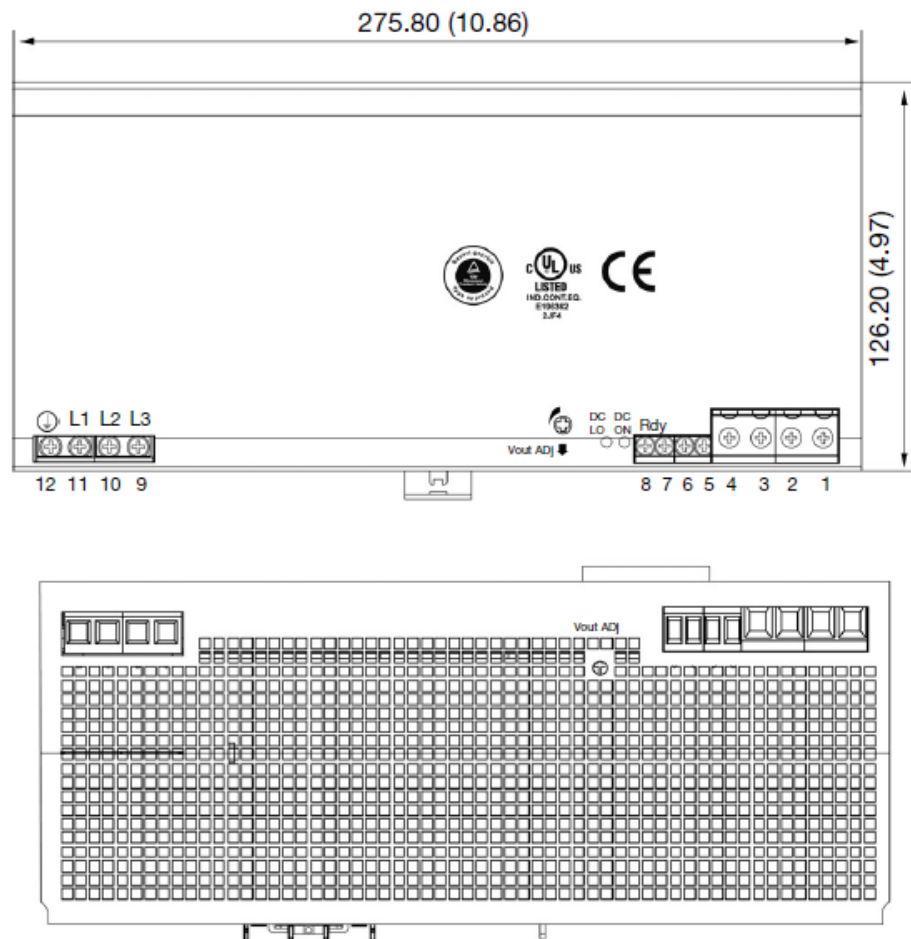 275.80 (10.86)
126.20 (4.97)
C UL US
LISTED
IND.CONT.EQ.
2JF4
CE
L1 L2 L3
DC DC
LO ON
Rdy
Vout ADj
12 11 10 9
8 7 6 5 4 3 2 1
Vout ADj